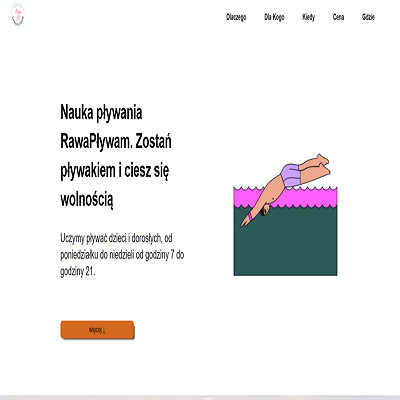 Dlaczego
Dla Kogo
Kiedy
Cena
Gdzie
Nauka pływania
RawaPływam. Zostań
pływakiem i ciesz się
wolnością
Uczymy pływać dzieci i dorosłych, od
poniedziałku do niedzieli od godziny 7 do
godziny 21.
więcej ↓